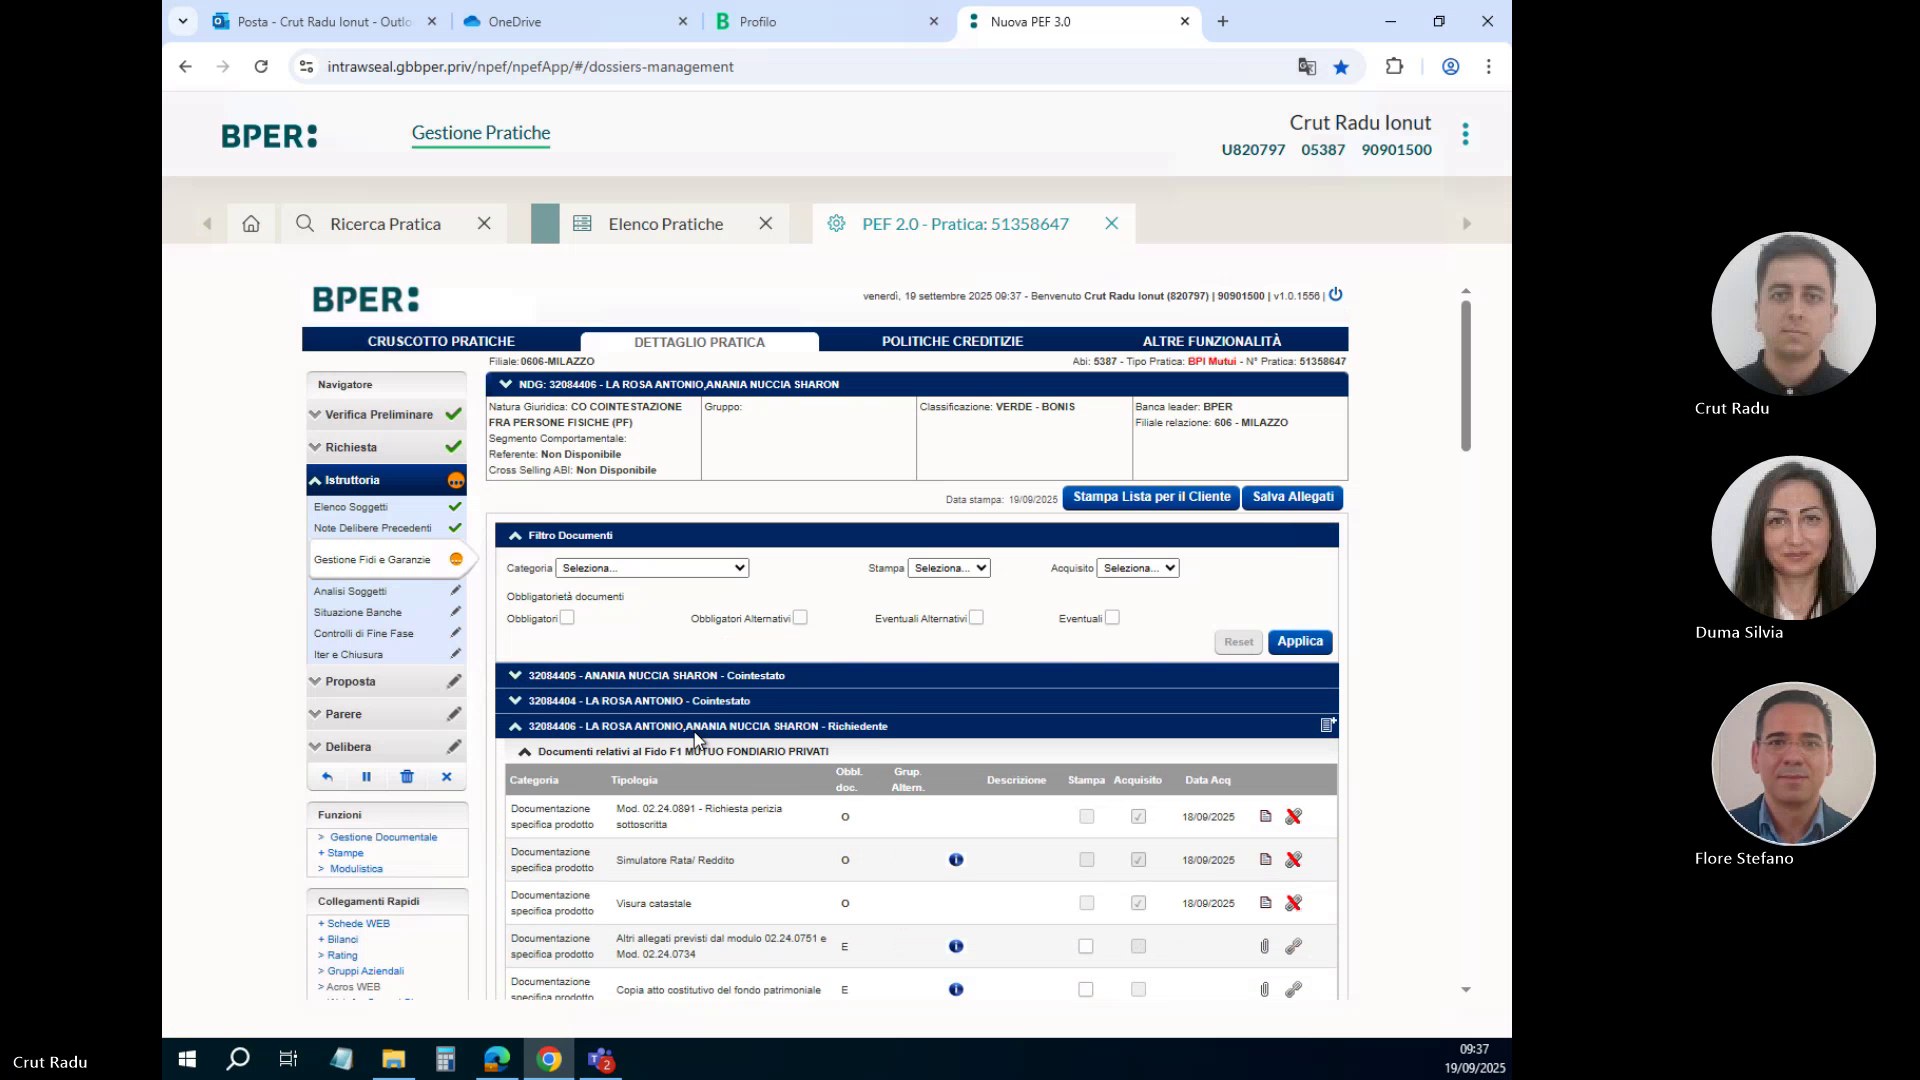 Posta - Crut Radu Ionut - Outlo
OneDrive
Profilo
Nuova PEF 3.0
intrawseal.gbbper.priv/npef/npefApp/#/dossiers-management
BPER:
Gestione Pratiche
Crut Radu Ionut
U820797 05387 90901500
Ricerca Pratica
Elenco Pratiche
PEF 2.0 - Pratica: 51358647
BPER:
venerdì, 19 settembre 2025 09:37 - Benvenuto Crut Radu Ionut (820797) | 90901500 | v1.0.1556 |
CRUSCOTTO PRATICHE
DETTAGLIO PRATICA
POLITICHE CREDITIZIE
ALTRE FUNZIONALITÀ
Filiale: 0606-MILAZZO
Abi: 5387 - Tipo Pratica: BPI Mutui - N° Pratica: 51358647
Navigatore
Verifica Preliminare
Richiesta
Istruttoria
Elenco Soggetti
Note Delibere Precedenti
Gestione Fidi e Garanzie
Analisi Soggetti
Situazione Banche
Controlli di Fine Fase
Iter e Chiusura
Proposta
Parere
Delibera
Funzioni
> Gestione Documentale
+ Stampe
> Modulistica
Collegamenti Rapidi
+ Schede WEB
+ Bilanci
> Rating
> Gruppi Aziendali
> Acros WEB
NDG: 32084406 - LA ROSA ANTONIO,ANANIA NUCCIA SHARON
Natura Giuridica: CO COINTESTAZIONE
FRA PERSONE FISICHE (PF)
Segmento Comportamentale:
Referente: Non Disponibile
Cross Selling ABI: Non Disponibile
Gruppo:
Classificazione: VERDE - BONIS
Banca leader: BPER
Filiale relazione: 606 - MILAZZO
Data stampa: 19/09/2025
Stampa Lista per il Cliente
Salva Allegati
Filtro Documenti
Categoria Seleziona...
Stampa Seleziona...
Acquisito Seleziona...
Obbligatorietà documenti
Obbligatori
Obbligatori Alternativi
Eventuali Alternativi
Eventuali
Reset
Applica
32084405 - ANANIA NUCCIA SHARON - Cointestato
32084404 - LA ROSA ANTONIO - Cointestato
32084406 - LA ROSA ANTONIO,ANANIA NUCCIA SHARON - Richiedente
Documenti relativi al Fido F1 MUTUO FONDIARIO PRIVATI
Categoria Tipologia Obbl. doc. Grup. Altern. Descrizione Stampa Acquisito Data Acq
Documentazione specifica prodotto Mod. 02.24.0891 - Richiesta perizia sottoscritta O 18/09/2025
Documentazione specifica prodotto Simulatore Rata/ Reddito O 18/09/2025
Documentazione specifica prodotto Visura catastale O 18/09/2025
Documentazione specifica prodotto Altri allegati previsti dal modulo 02.24.0751 e Mod. 02.24.0734 E
Documentazione specifica prodotto Copia atto costitutivo del fondo patrimoniale E
2
09:37
19/09/2025
Crut Radu
Duma Silvia
Flore Stefano
Crut Radu